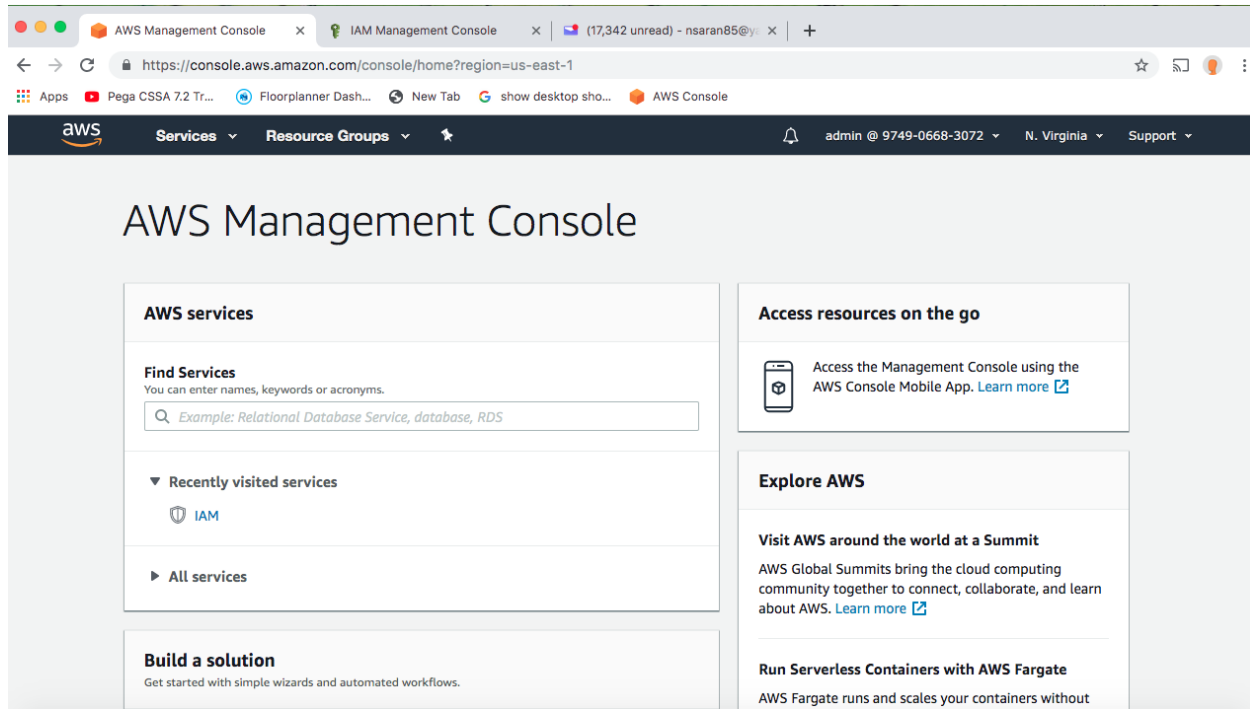 AWS Management Console
IAM Management Console
(17,342 unread) - nsaran85@y
https://console.aws.amazon.com/console/home?region=us-east-1
Apps
Pega CSSA 7.2 Tr...
Floorplanner Dash...
New Tab
show desktop sho...
AWS Console
aws
Services
Resource Groups
admin @ 9749-0668-3072
N. Virginia
Support
AWS Management Console
AWS services
Find Services
You can enter names, keywords or acronyms.
Example: Relational Database Service, database, RDS
Recently visited services
IAM
All services
Build a solution
Get started with simple wizards and automated workflows.
Access resources on the go
Access the Management Console using the
AWS Console Mobile App. Learn more
Explore AWS
Visit AWS around the world at a Summit
AWS Global Summits bring the cloud computing
community together to connect, collaborate, and learn
about AWS. Learn more
Run Serverless Containers with AWS Fargate
AWS Fargate runs and scales your containers without